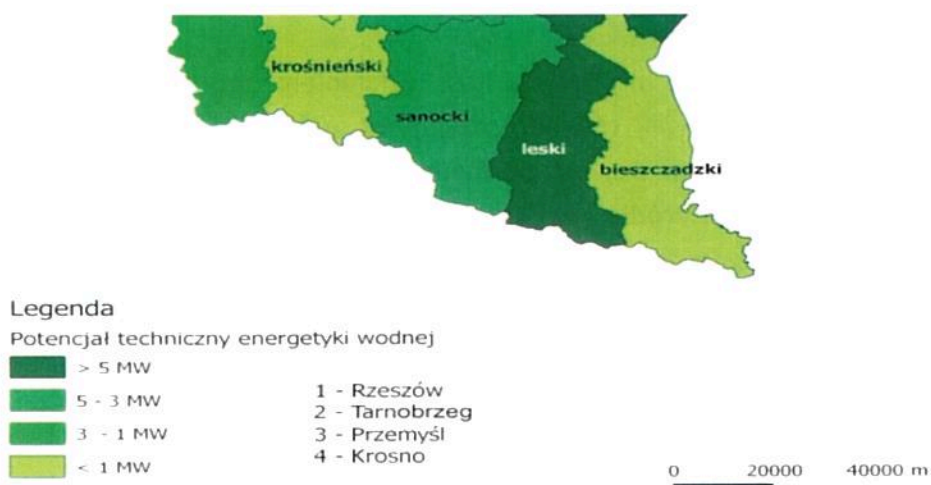 krośnieński
sanocki
leski
bieszczadzki
Legenda
Potencjał techniczny energetyki wodnej
> 5 MW
5 - 3 MW
3 - 1 MW
< 1 MW
1 - Rzeszów
2 - Tarnobrzeg
3 - Przemyśl
4 - Krosno
0 20000 40000 m